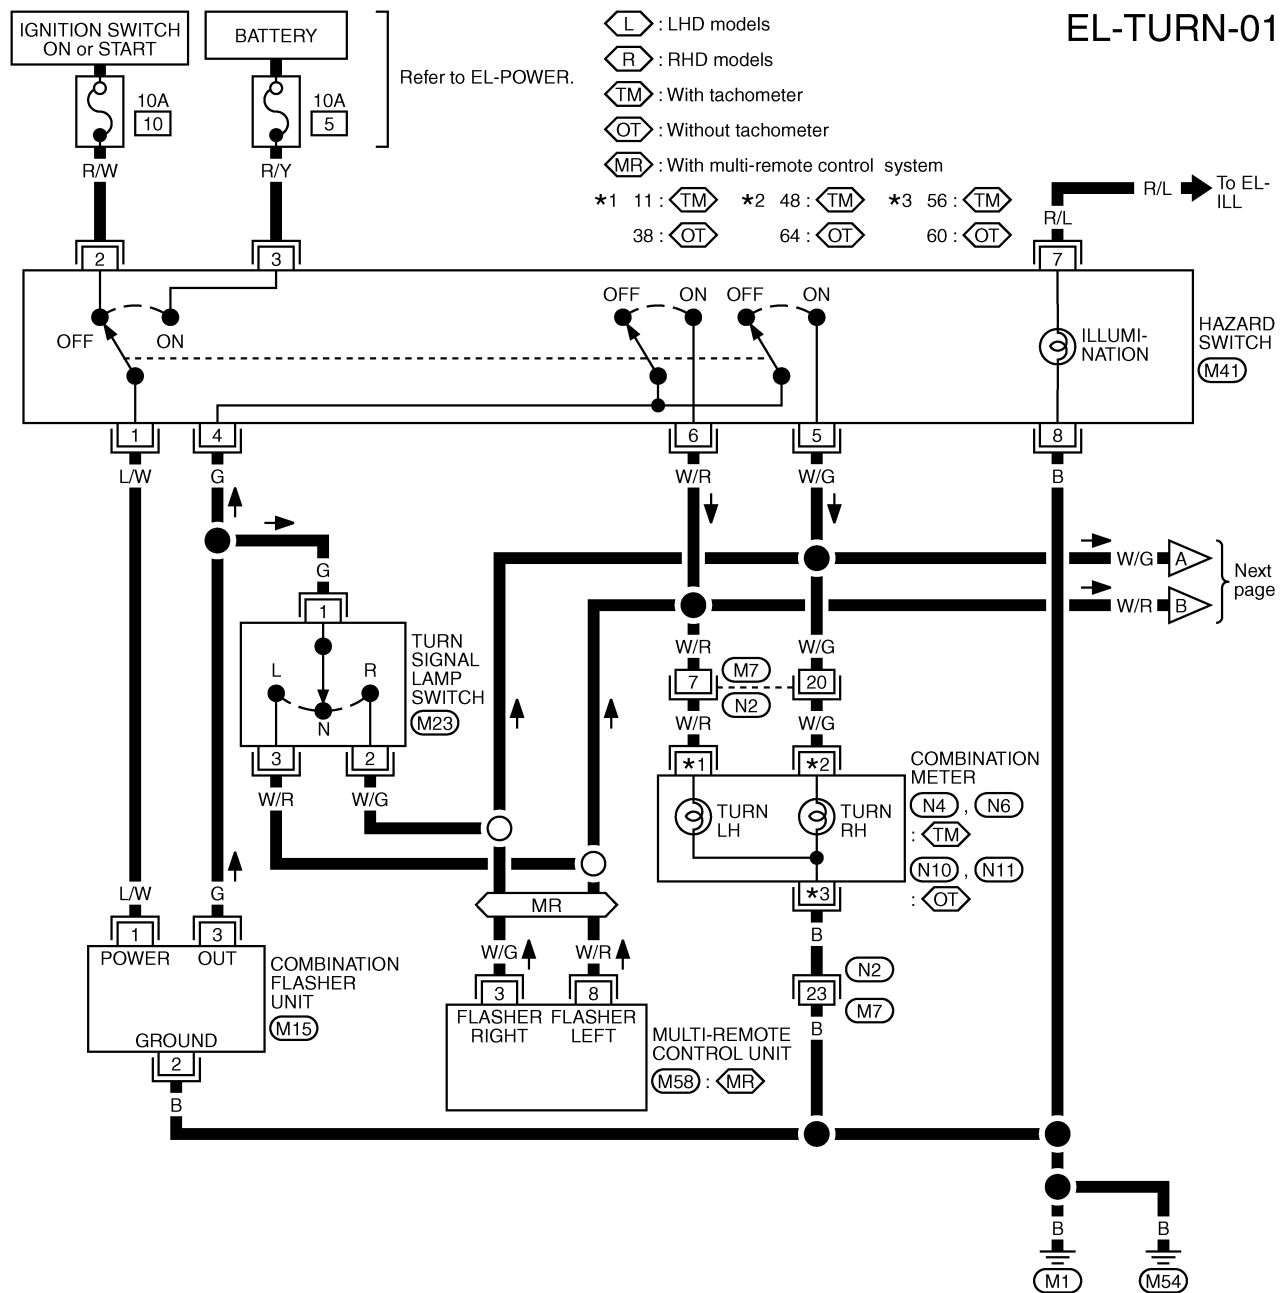 IGNITION SWITCH
ON or START
BATTERY
10A
10
10A
5
Refer to EL-POWER.
R/W
R/Y
L : LHD models
R : RHD models
TM : With tachometer
OT : Without tachometer
MR : With multi-remote control system
*1 11 : TM *2 48 : TM *3 56 : TM
38 : OT 64 : OT 60 : OT
EL-TURN-01
R/L
To EL-
ILL
R/L
2
3
7
OFF
ON
OFF
ON
OFF
ON
ILLUMI-
NATION
HAZARD
SWITCH
M41
1
4
6
5
8
L/W
G
W/R
W/G
B
G
W/G
A
W/R
B
Next
page
1
L
R
N
TURN
SIGNAL
LAMP
SWITCH
M23
3
2
W/R
W/G
W/R
W/G
7
M7
20
N2
W/R
W/G
*1
*2
TURN
LH
TURN
RH
COMBINATION
METER
N4 , N6
: TM
N10 , N11
: OT
*3
B
L/W
G
1
3
POWER
OUT
GROUND
COMBINATION
FLASHER
UNIT
M15
2
B
MR
W/G
W/R
3
8
FLASHER
RIGHT
FLASHER
LEFT
MULTI-REMOTE
CONTROL UNIT
M58 : MR
23
N2
M7
B
B
B
M1
M54